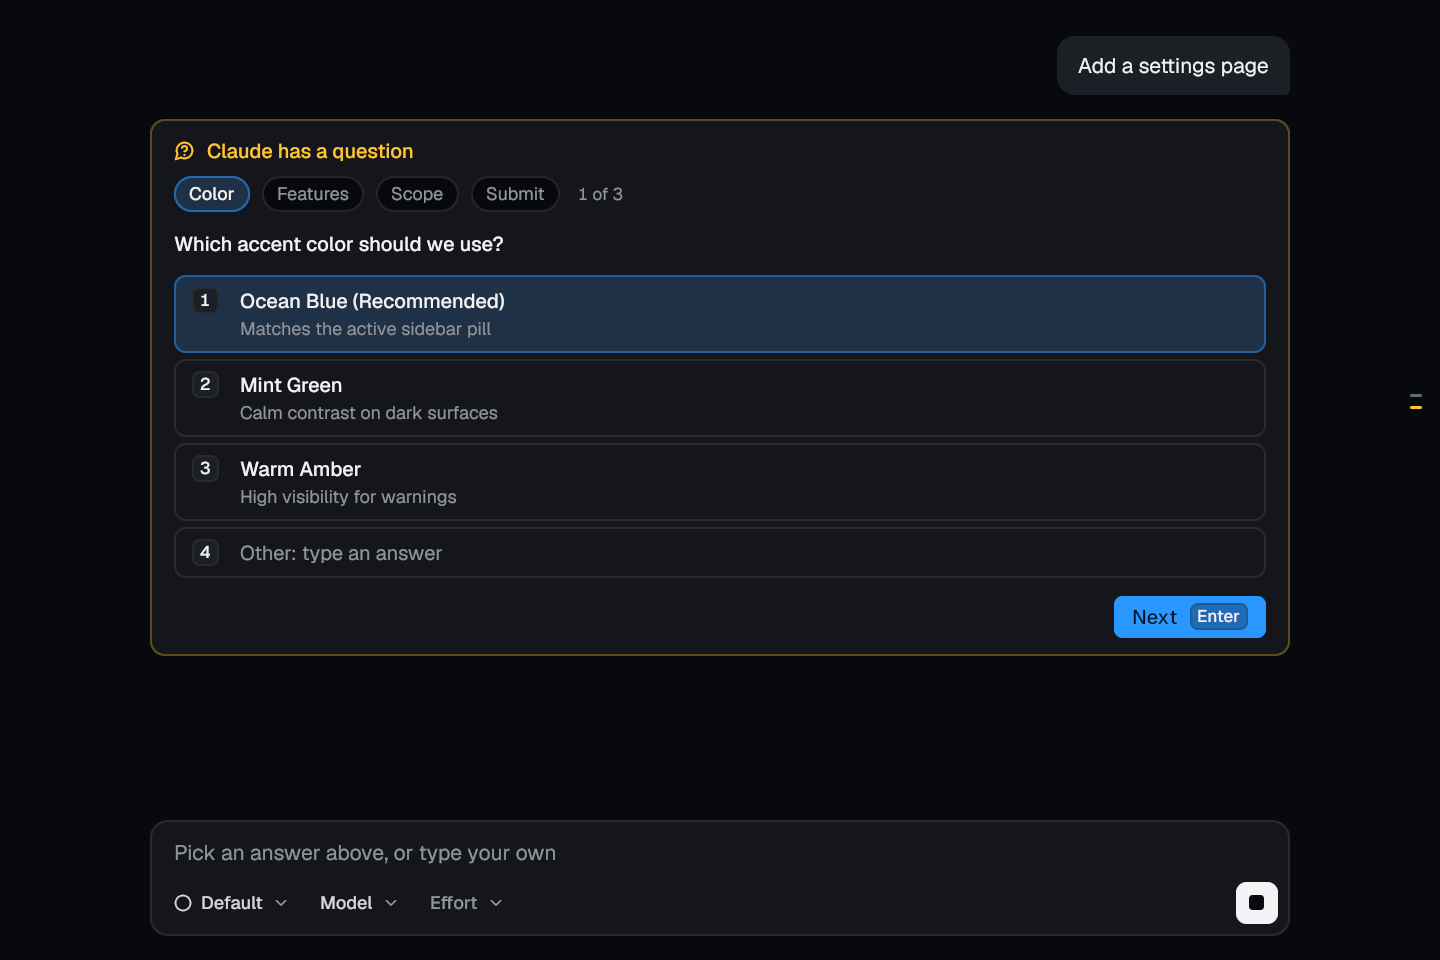 Add a settings page
Claude has a question
Color Features Scope Submit 1 of 3
Which accent color should we use?
1 Ocean Blue (Recommended)
Matches the active sidebar pill
2 Mint Green
Calm contrast on dark surfaces
3 Warm Amber
High visibility for warnings
4 Other: type an answer
Next Enter
Pick an answer above, or type your own
Default Model Effort